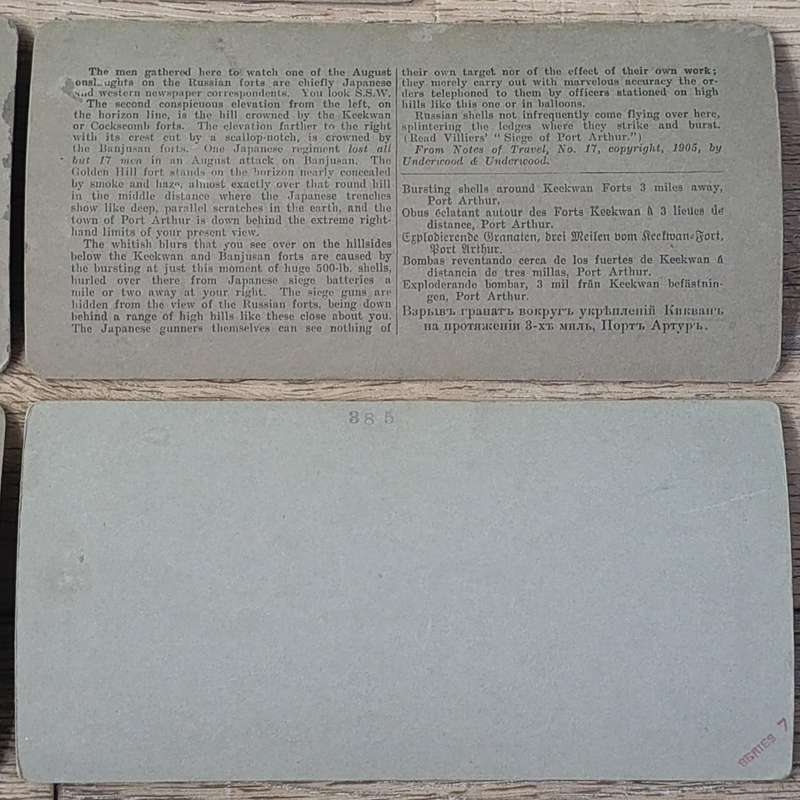 The men gathered here to watch one of the August
on the Russian forts are chiefly Japanese
and western newspaper correspondents. You look S.S.W.
The second conspicuous elevation from the left, on
the horizon line, is the hill crowned by the Keekwan
or Cockscomb forts. The elevation farther to the right
with its crest cut by a scallop-notch, is crowned by
the Banjusan forts. One Japanese regiment lost all
but 17 men in an August attack on Banjusan. The
Golden Hill fort stands on the horizon nearly concealed
by smoke and haze, almost exactly over that round hill
in the middle distance where the Japanese trenches
show like deep, parallel scratches in the earth, and the
town of Port Arthur is down behind the extreme right-
hand limits of your present view.
The whitish blurs that you see over on the hillsides
below the Keekwan and Banjusan forts are caused by
the bursting at just this moment of huge 500-lb. shells,
hurled over there from Japanese siege batteries a
mile or two away at your right. The siege guns are
hidden from the view of the Russian forts, being down
behind a range of high hills like these close about you.
The Japanese gunners themselves can see nothing of
their own target nor of the effect of their own work;
they merely carry out with marvelous accuracy the or-
ders telephoned to them by officers stationed on high
hills like this one or in balloons.
Russian shells not infrequently come flying over here,
splintering the ledges where they strike and burst.
(Read Villiers' "Siege of Port Arthur.")
From Notes of Travel, No. 17, copyright, 1905, by
Underwood & Underwood.
Bursting shells around Keekwan Forts 3 miles away,
Port Arthur.
Obus éclatant autour des Forts Keekwan à 3 lieues de
distance, Port Arthur.
Explodierende Granaten, drei Meilen vom Keekwan-Fort,
Port Arthur.
Bombas reventando cerca de los fuertes de Keekwan á
distancia de tres millas, Port Arthur.
Exploderande bombar, 3 mil från Keekwan befästnin-
gen, Port Arthur.
Взрывъ гранатъ вокругъ укрѣпленій Кикванъ
на протяженіи 3-хъ миль, Портъ Артуръ.
385
SERIES 7